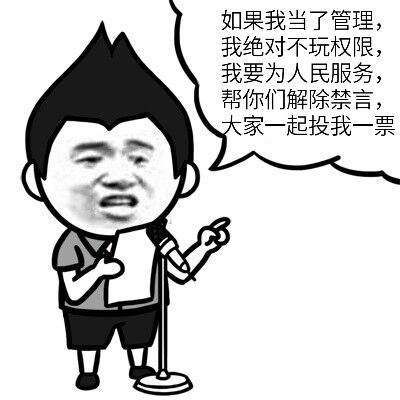 如果我当了管理，
我绝对不玩权限，
我要为人民服务，
帮你们解除禁言，
大家一起投我一票